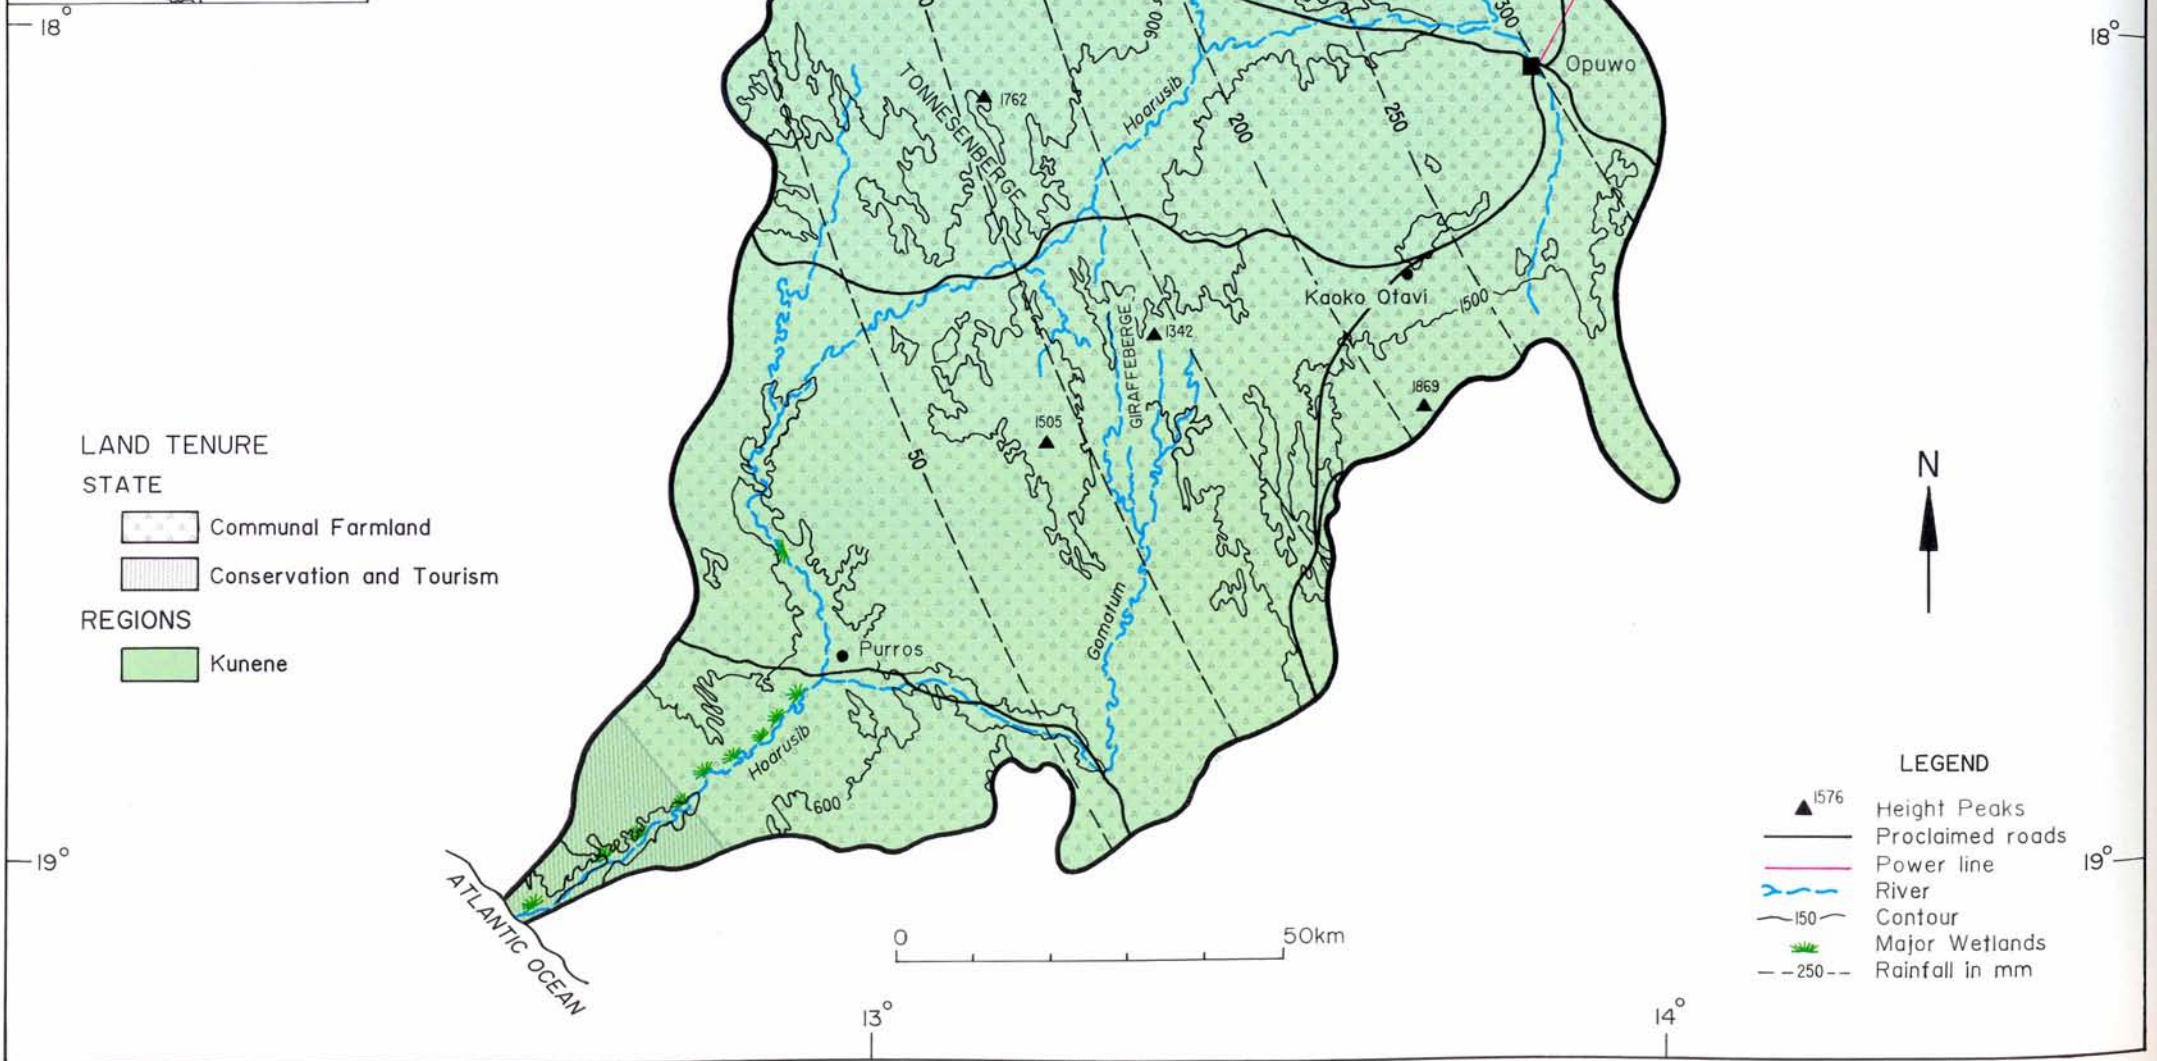 18°
18°
900
300
Opuwo
TONNESENBERGE
1762
Hoarusib
200
250
Kaoko Otavi
1500
GIRAFFEBERGE
1342
1869
1505
50
LAND TENURE
STATE
Communal Farmland
Conservation and Tourism
REGIONS
Kunene
N
Gomatum
Purros
Hoarusib
600
LEGEND
1576 Height Peaks
Proclaimed roads
Power line
River
150 Contour
Major Wetlands
250 Rainfall in mm
19°
19°
ATLANTIC OCEAN
0 50km
13°
14°